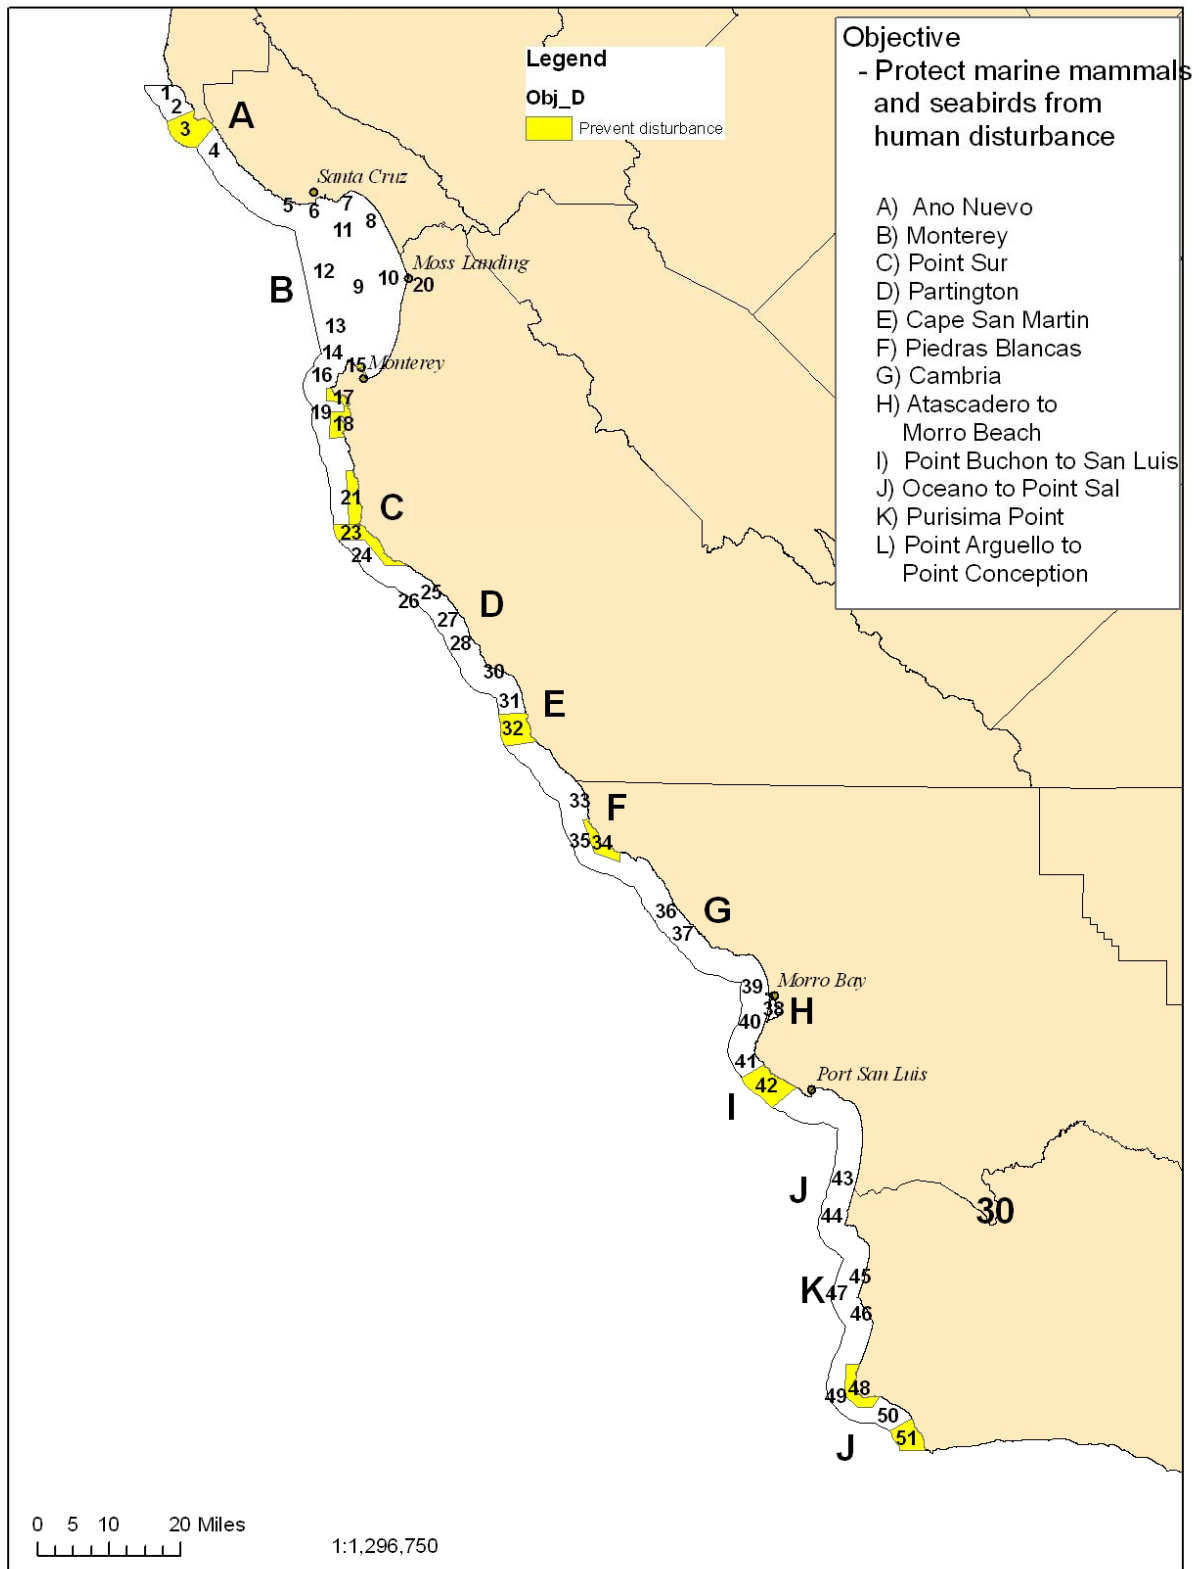 Legend
Obj_D
Prevent disturbance
Objective
- Protect marine mammals
and seabirds from
human disturbance
A) Ano Nuevo
B) Monterey
C) Point Sur
D) Partington
E) Cape San Martin
F) Piedras Blancas
G) Cambria
H) Atascadero to
Morro Beach
I) Point Buchon to San Luis
J) Oceano to Point Sal
K) Purisima Point
L) Point Arguello to
Point Conception
1
2
3
A
4
Santa Cruz
5
6
7
8
11
Moss Landing
12
B
9
10
20
13
14
15
Monterey
16
17
19
18
21
C
23
24
25
26
D
27
28
30
31
E
32
33
F
35
34
36
G
37
39
Morro Bay
38
H
40
41
42
Port San Luis
I
43
J
44
30
45
K
47
46
48
49
50
51
J
0 5 10 20 Miles
1:1,296,750